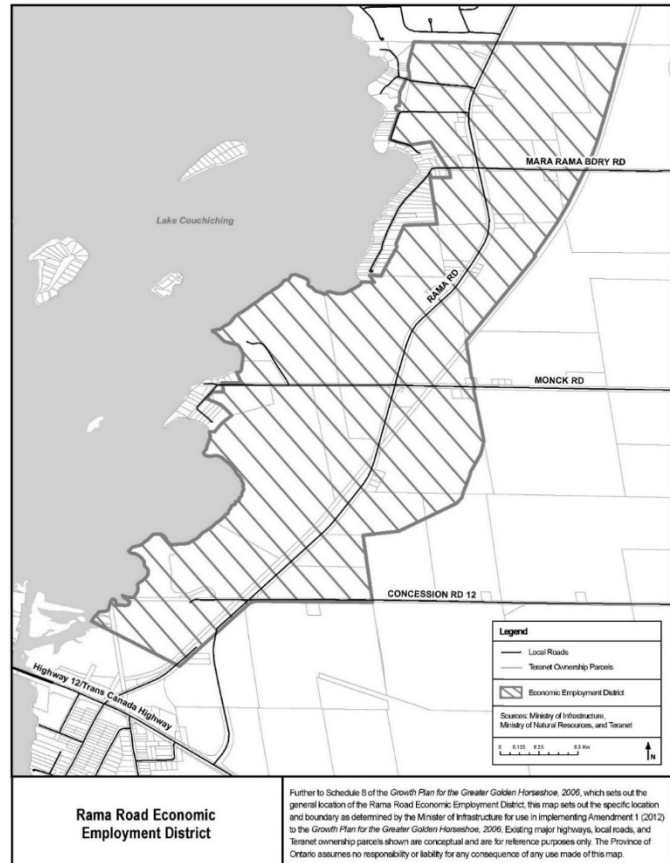 MARA RAMA BDRY RD
Lake Couchiching
RAMA RD
MONCK RD
CONCESSION RD 12
Highway 12/Trans Canada Highway
Legend
Local Roads
Teranet Ownership Parcels
Economic Employment District
Sources: Ministry of Infrastructure,
Ministry of Natural Resources, and Teranet
0 0.125 0.25 0.5 Km
N
Rama Road Economic
Employment District
Further to Schedule 8 of the Growth Plan for the Greater Golden Horseshoe, 2006, which sets out the
general location of the Rama Road Economic Employment District, this map sets out the specific location
and boundary as determined by the Minister of Infrastructure for use in implementing Amendment 1 (2012)
to the Growth Plan for the Greater Golden Horseshoe, 2006. Existing major highways, local roads, and
Teranet ownership parcels shown are conceptual and are for reference purposes only. The Province of
Ontario assumes no responsibility or liability for any consequence of any use made of this map.